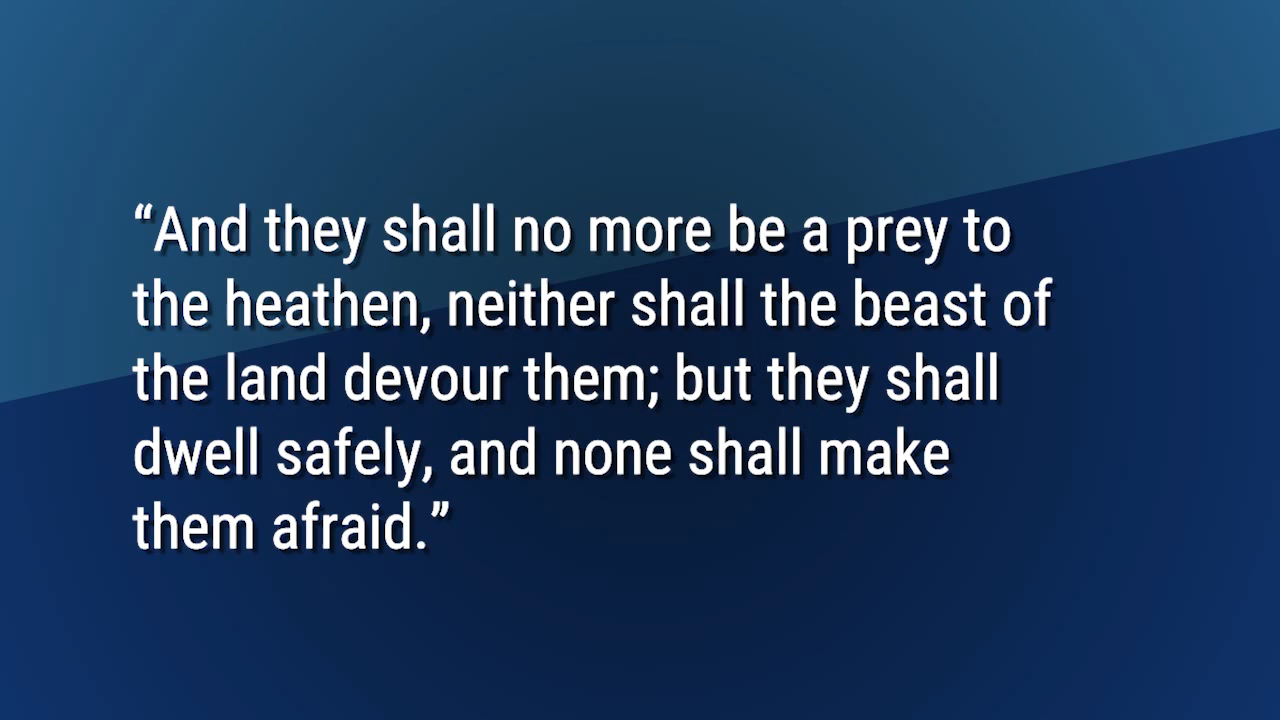 “And they shall no more be a prey to
the heathen, neither shall the beast of
the land devour them; but they shall
dwell safely, and none shall make
them afraid.”